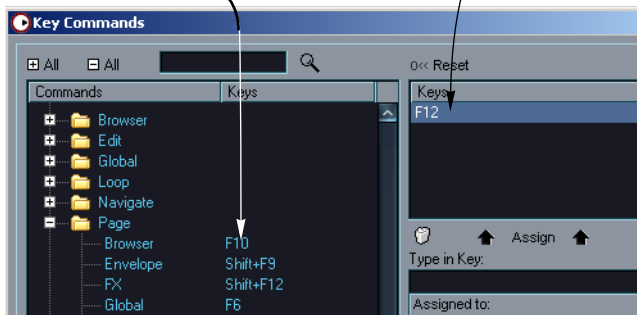 Key Commands
All All
Commands Keys
Browser
Edit
Global
Loop
Navigate
Page
Browser F10
Envelope Shift+F9
FX Shift+F12
Global F6
0<< Reset
Keys
F12
Assign
Type in Key:
Assigned to: